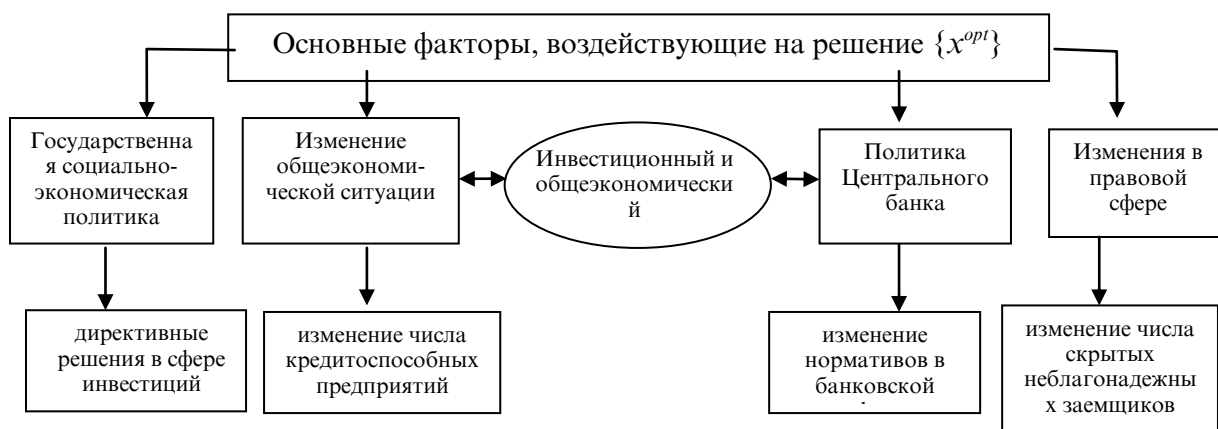 Основные факторы, воздействующие на решение {x^opt}
Государственна
я социально-
экономическая
политика
Изменение
общеэкономи-
ческой ситуации
Инвестиционный и
общеэкономически
й
Политика
Центрального
банка
Изменения в
правовой
сфере
директивные
решения в сфере
инвестиций
изменение числа
кредитоспособных
предприятий
изменение
нормативов в
банковской
изменение числа
скрытых
неблагонадежны
х заемщиков